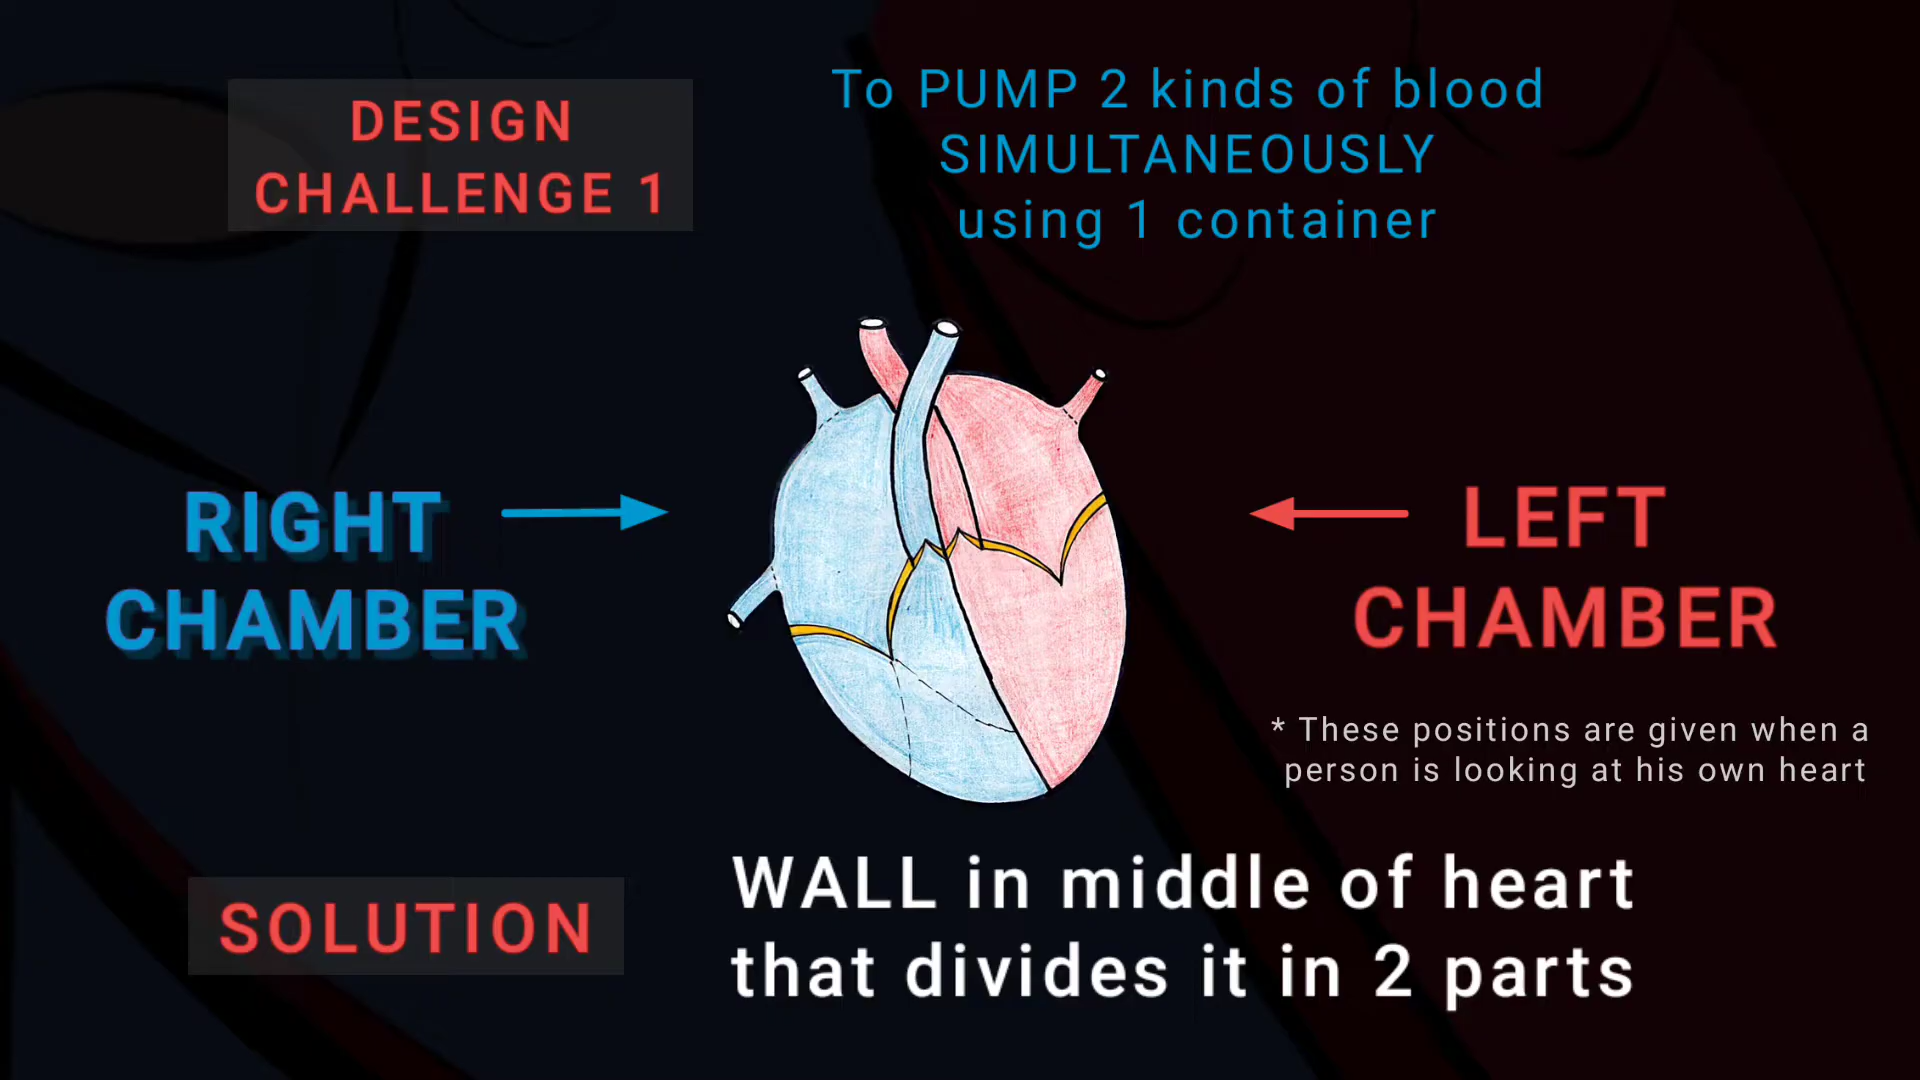 DESIGN
CHALLENGE 1
To PUMP 2 kinds of blood
SIMULTANEOUSLY
using 1 container
RIGHT
CHAMBER
LEFT
CHAMBER
* These positions are given when a
person is looking at his own heart
SOLUTION
WALL in middle of heart
that divides it in 2 parts